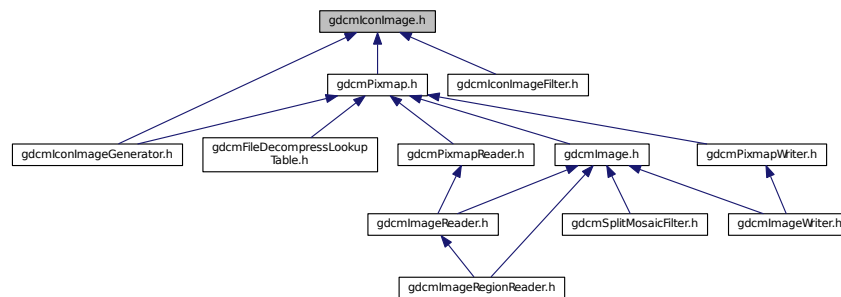 gdcmIconImage.h
gdcmPixmap.h
gdcmIconImageFilter.h
gdcmIconImageGenerator.h
gdcmFileDecompressLookup
Table.h
gdcmPixmapReader.h
gdcmImage.h
gdcmPixmapWriter.h
gdcmImageReader.h
gdcmSplitMosaicFilter.h
gdcmImageWriter.h
gdcmImageRegionReader.h